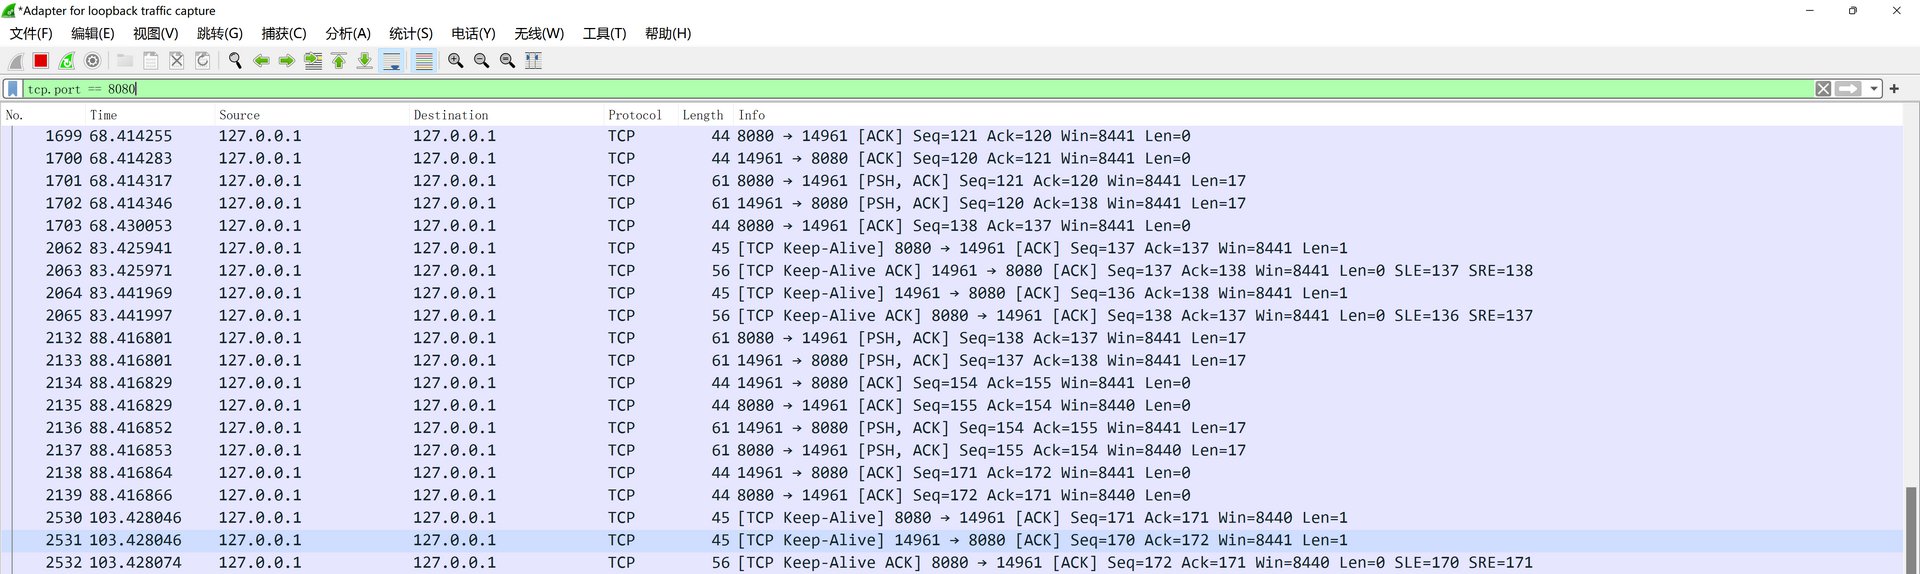 *Adapter for loopback traffic capture
文件(F) 编辑(E) 视图(V) 跳转(G) 捕获(C) 分析(A) 统计(S) 电话(Y) 无线(W) 工具(T) 帮助(H)
tcp.port == 8080
No. Time Source Destination Protocol Length Info
1699 68.414255 127.0.0.1 127.0.0.1 TCP 44 8080 → 14961 [ACK] Seq=121 Ack=120 Win=8441 Len=0
1700 68.414283 127.0.0.1 127.0.0.1 TCP 44 14961 → 8080 [ACK] Seq=120 Ack=121 Win=8441 Len=0
1701 68.414317 127.0.0.1 127.0.0.1 TCP 61 8080 → 14961 [PSH, ACK] Seq=121 Ack=120 Win=8441 Len=17
1702 68.414346 127.0.0.1 127.0.0.1 TCP 61 14961 → 8080 [PSH, ACK] Seq=120 Ack=138 Win=8441 Len=17
1703 68.430053 127.0.0.1 127.0.0.1 TCP 44 8080 → 14961 [ACK] Seq=138 Ack=137 Win=8441 Len=0
2062 83.425941 127.0.0.1 127.0.0.1 TCP 45 [TCP Keep-Alive] 8080 → 14961 [ACK] Seq=137 Ack=137 Win=8441 Len=1
2063 83.425971 127.0.0.1 127.0.0.1 TCP 56 [TCP Keep-Alive ACK] 14961 → 8080 [ACK] Seq=137 Ack=138 Win=8441 Len=0 SLE=137 SRE=138
2064 83.441969 127.0.0.1 127.0.0.1 TCP 45 [TCP Keep-Alive] 14961 → 8080 [ACK] Seq=136 Ack=138 Win=8441 Len=1
2065 83.441997 127.0.0.1 127.0.0.1 TCP 56 [TCP Keep-Alive ACK] 8080 → 14961 [ACK] Seq=138 Ack=137 Win=8441 Len=0 SLE=136 SRE=137
2132 88.416801 127.0.0.1 127.0.0.1 TCP 61 8080 → 14961 [PSH, ACK] Seq=138 Ack=137 Win=8441 Len=17
2133 88.416801 127.0.0.1 127.0.0.1 TCP 61 14961 → 8080 [PSH, ACK] Seq=137 Ack=138 Win=8441 Len=17
2134 88.416829 127.0.0.1 127.0.0.1 TCP 44 14961 → 8080 [ACK] Seq=154 Ack=155 Win=8441 Len=0
2135 88.416829 127.0.0.1 127.0.0.1 TCP 44 8080 → 14961 [ACK] Seq=155 Ack=154 Win=8440 Len=0
2136 88.416852 127.0.0.1 127.0.0.1 TCP 61 14961 → 8080 [PSH, ACK] Seq=154 Ack=155 Win=8441 Len=17
2137 88.416853 127.0.0.1 127.0.0.1 TCP 61 8080 → 14961 [PSH, ACK] Seq=155 Ack=154 Win=8440 Len=17
2138 88.416864 127.0.0.1 127.0.0.1 TCP 44 14961 → 8080 [ACK] Seq=171 Ack=172 Win=8441 Len=0
2139 88.416866 127.0.0.1 127.0.0.1 TCP 44 8080 → 14961 [ACK] Seq=172 Ack=171 Win=8440 Len=0
2530 103.428046 127.0.0.1 127.0.0.1 TCP 45 [TCP Keep-Alive] 8080 → 14961 [ACK] Seq=171 Ack=171 Win=8440 Len=1
2531 103.428046 127.0.0.1 127.0.0.1 TCP 45 [TCP Keep-Alive] 14961 → 8080 [ACK] Seq=170 Ack=172 Win=8441 Len=1
2532 103.428074 127.0.0.1 127.0.0.1 TCP 56 [TCP Keep-Alive ACK] 8080 → 14961 [ACK] Seq=172 Ack=171 Win=8440 Len=0 SLE=170 SRE=171